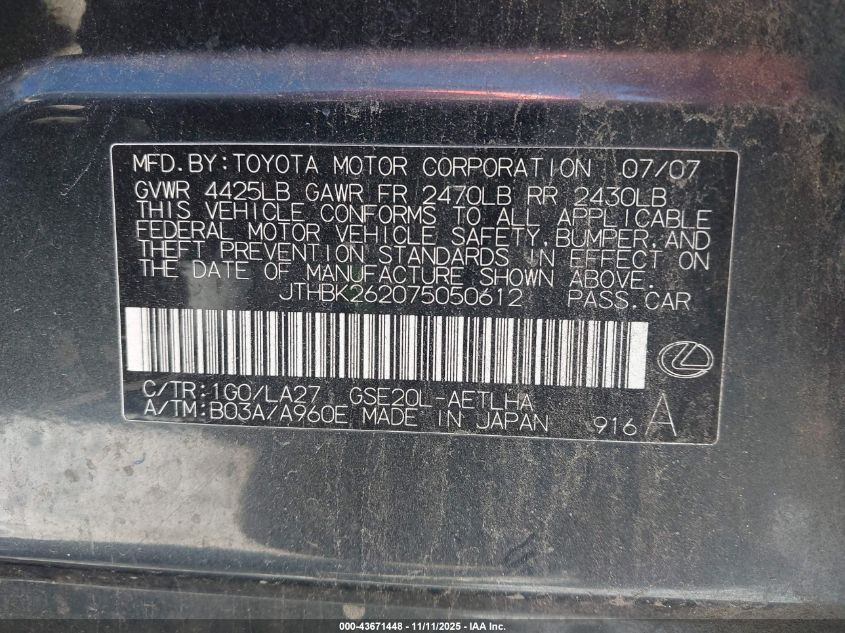 MFD.BY:TOYOTA MOTOR CORPORATION 07/07
GVWR 4425LB GAWR FR 2470LB RR 2430LB
THIS VEHICLE CONFORMS TO ALL APPLICABLE
FEDERAL MOTOR VEHICLE SAFETY,BUMPER,AND
THEFT PREVENTION STANDARDS IN EFFECT ON
THE DATE OF MANUFACTURE SHOWN ABOVE.
JTHBK262075050612 PASS.CAR
C/TR:1G0/LA27 GSE20L-AETLHA
A/TM:B03A/A960E MADE IN JAPAN 916 A
000-43671448 - 11/11/2025 - IAA Inc.